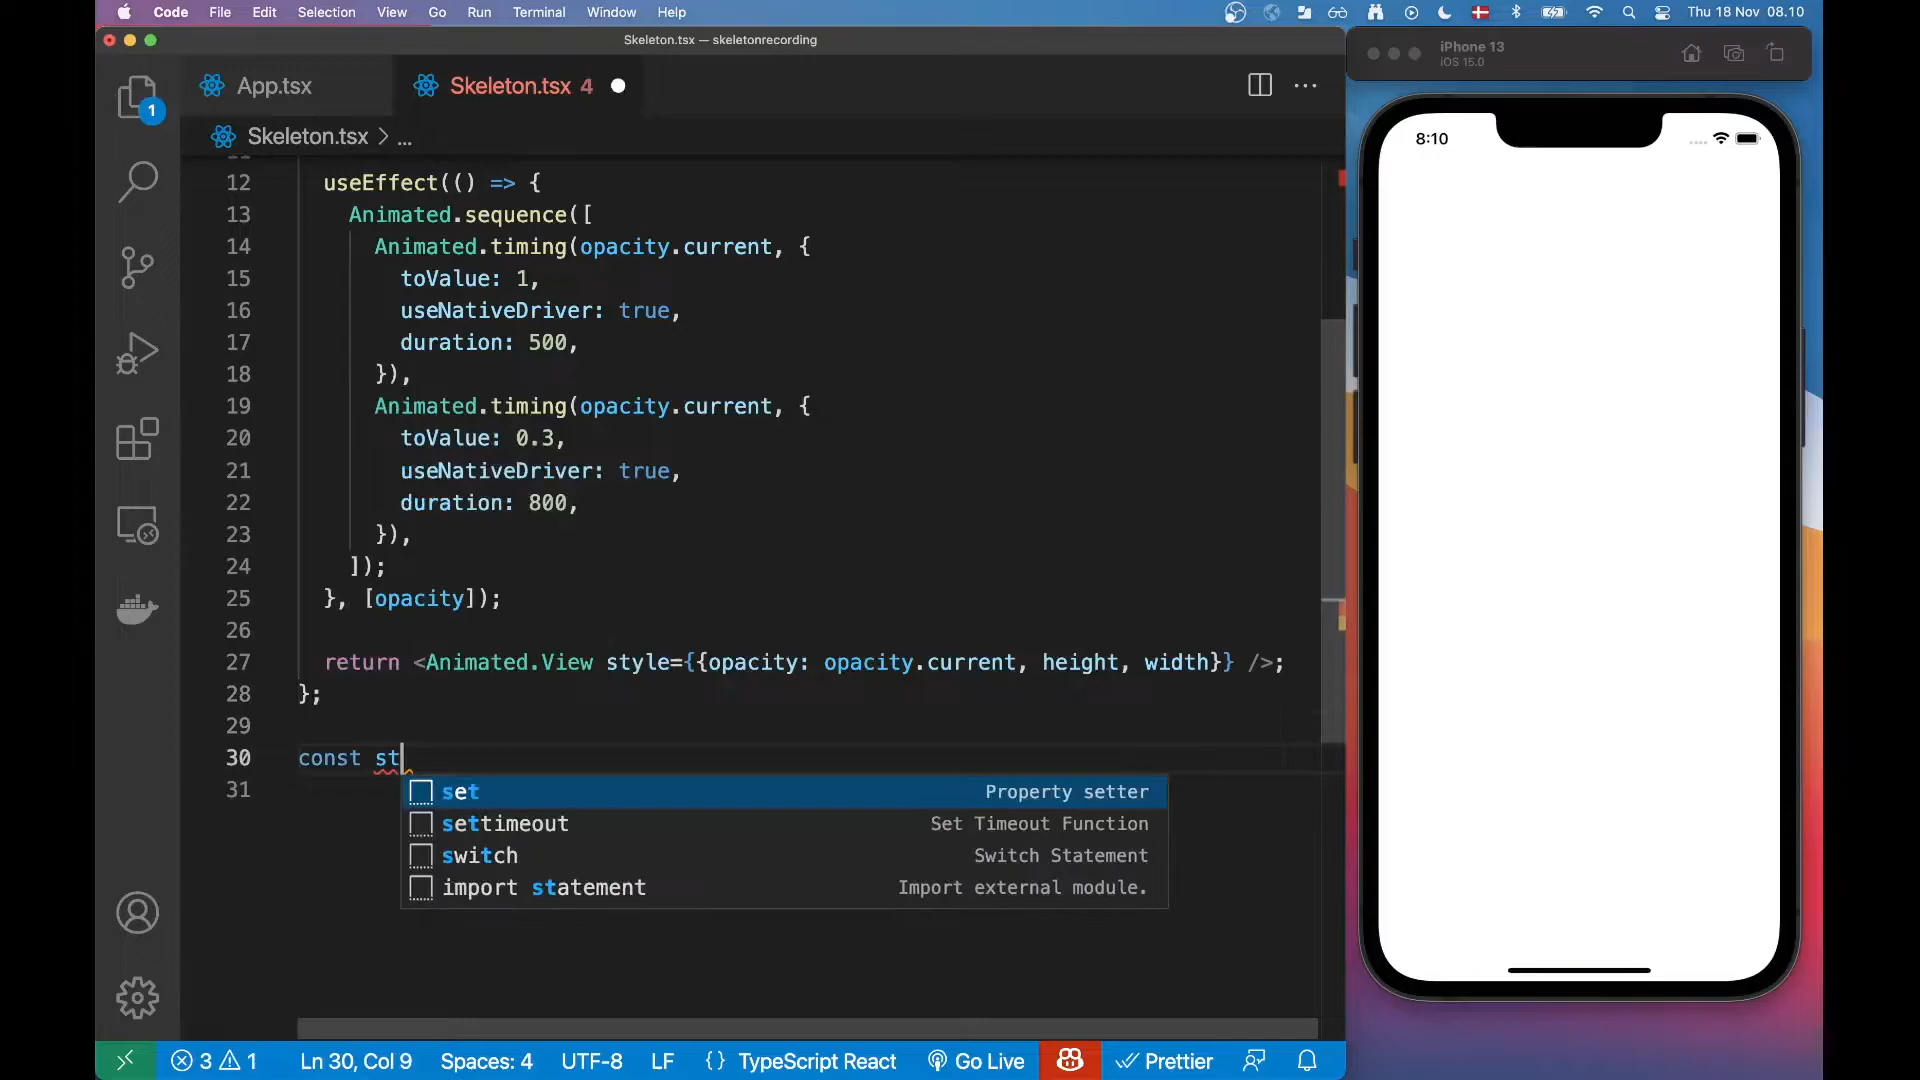 Code File Edit Selection View Go Run Terminal Window Help Thu 18 Nov 08.10
Skeleton.tsx — skeletonrecording
iPhone 13
iOS 15.0
App.tsx
Skeleton.tsx 4
1
Skeleton.tsx > ...
8:10
12 useEffect(() => {
13 Animated.sequence([
14 Animated.timing(opacity.current, {
15 toValue: 1,
16 useNativeDriver: true,
17 duration: 500,
18 }),
19 Animated.timing(opacity.current, {
20 toValue: 0.3,
21 useNativeDriver: true,
22 duration: 800,
23 }),
24 ]);
25 }, [opacity]);
26
27 return <Animated.View style={{opacity: opacity.current, height, width}} />;
28 };
29
30 const st
31
set Property setter
settimeout Set Timeout Function
switch Switch Statement
import statement Import external module.
3 1 Ln 30, Col 9 Spaces: 4 UTF-8 LF {} TypeScript React Go Live Prettier